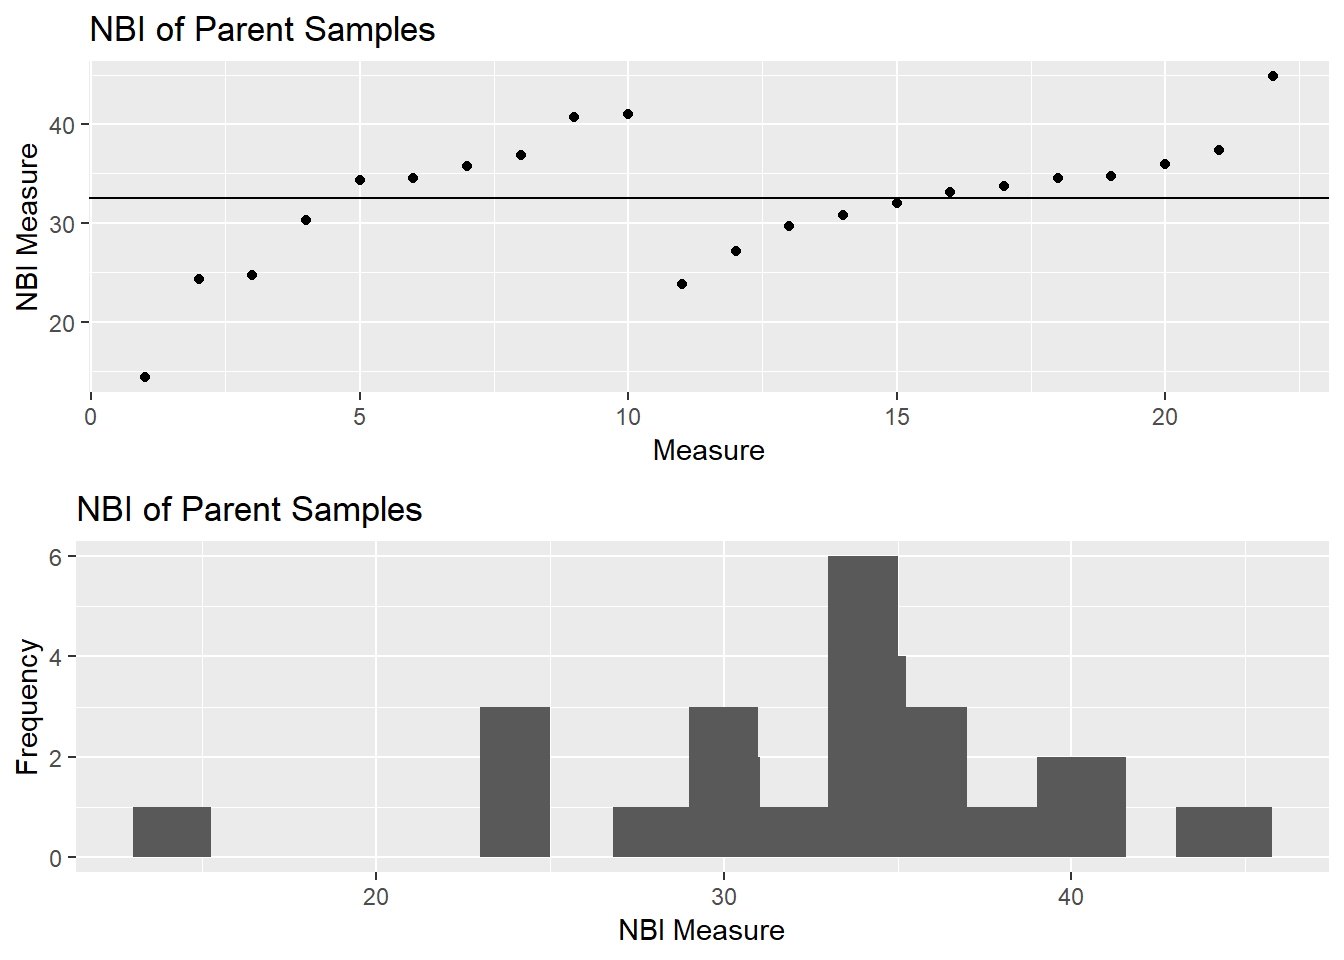 NBI of Parent Samples
NBI Measure
40
30
20
0 5 10 15 20
Measure
NBI of Parent Samples
Frequency
6
4
2
0
20 30 40
NBI Measure